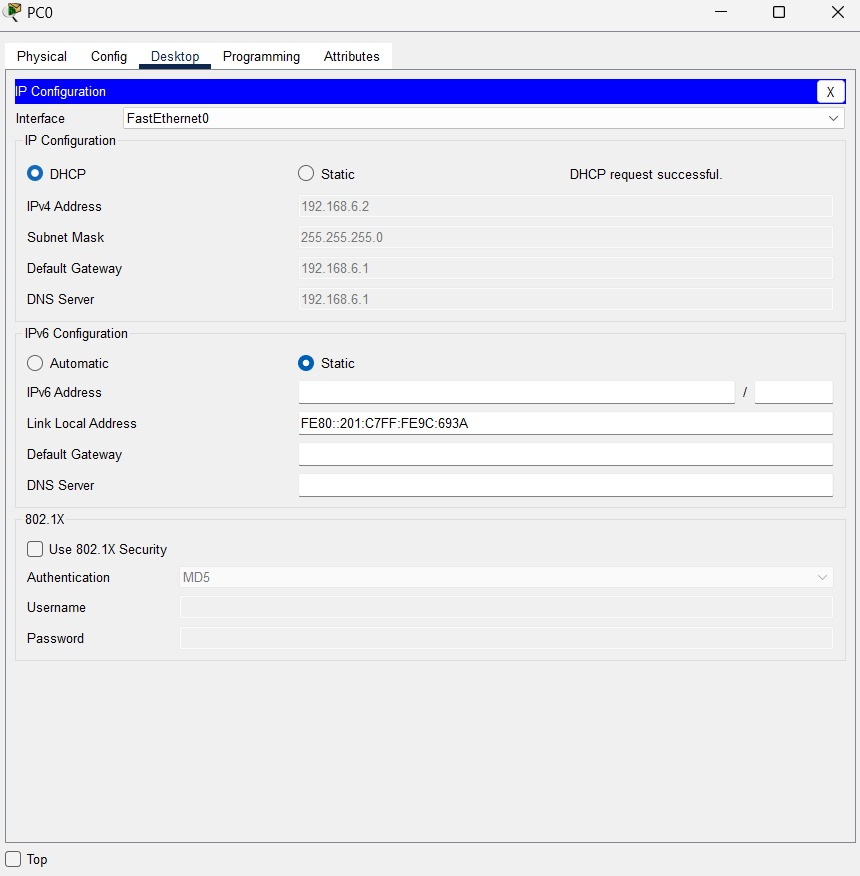 PC0
Physical Config Desktop Programming Attributes
IP Configuration X
Interface FastEthernet0
IP Configuration
DHCP Static DHCP request successful.
IPv4 Address 192.168.6.2
Subnet Mask 255.255.255.0
Default Gateway 192.168.6.1
DNS Server 192.168.6.1
IPv6 Configuration
Automatic Static
IPv6 Address /
Link Local Address FE80::201:C7FF:FE9C:693A
Default Gateway
DNS Server
802.1X
Use 802.1X Security
Authentication MD5
Username
Password
Top